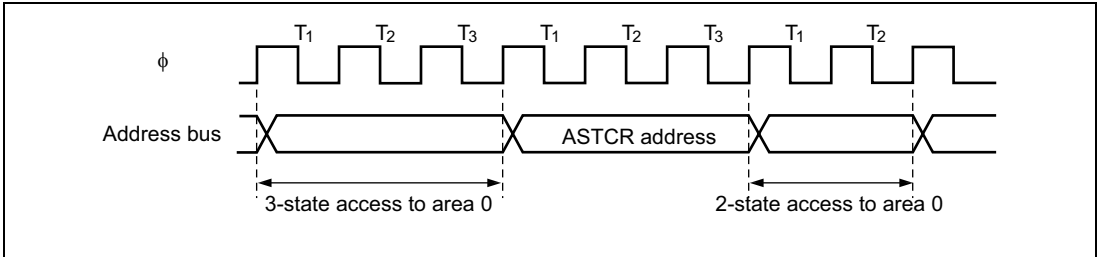 T1 T2 T3 T1 T2 T3 T1 T2
ϕ
Address bus ASTCR address
3-state access to area 0 2-state access to area 0